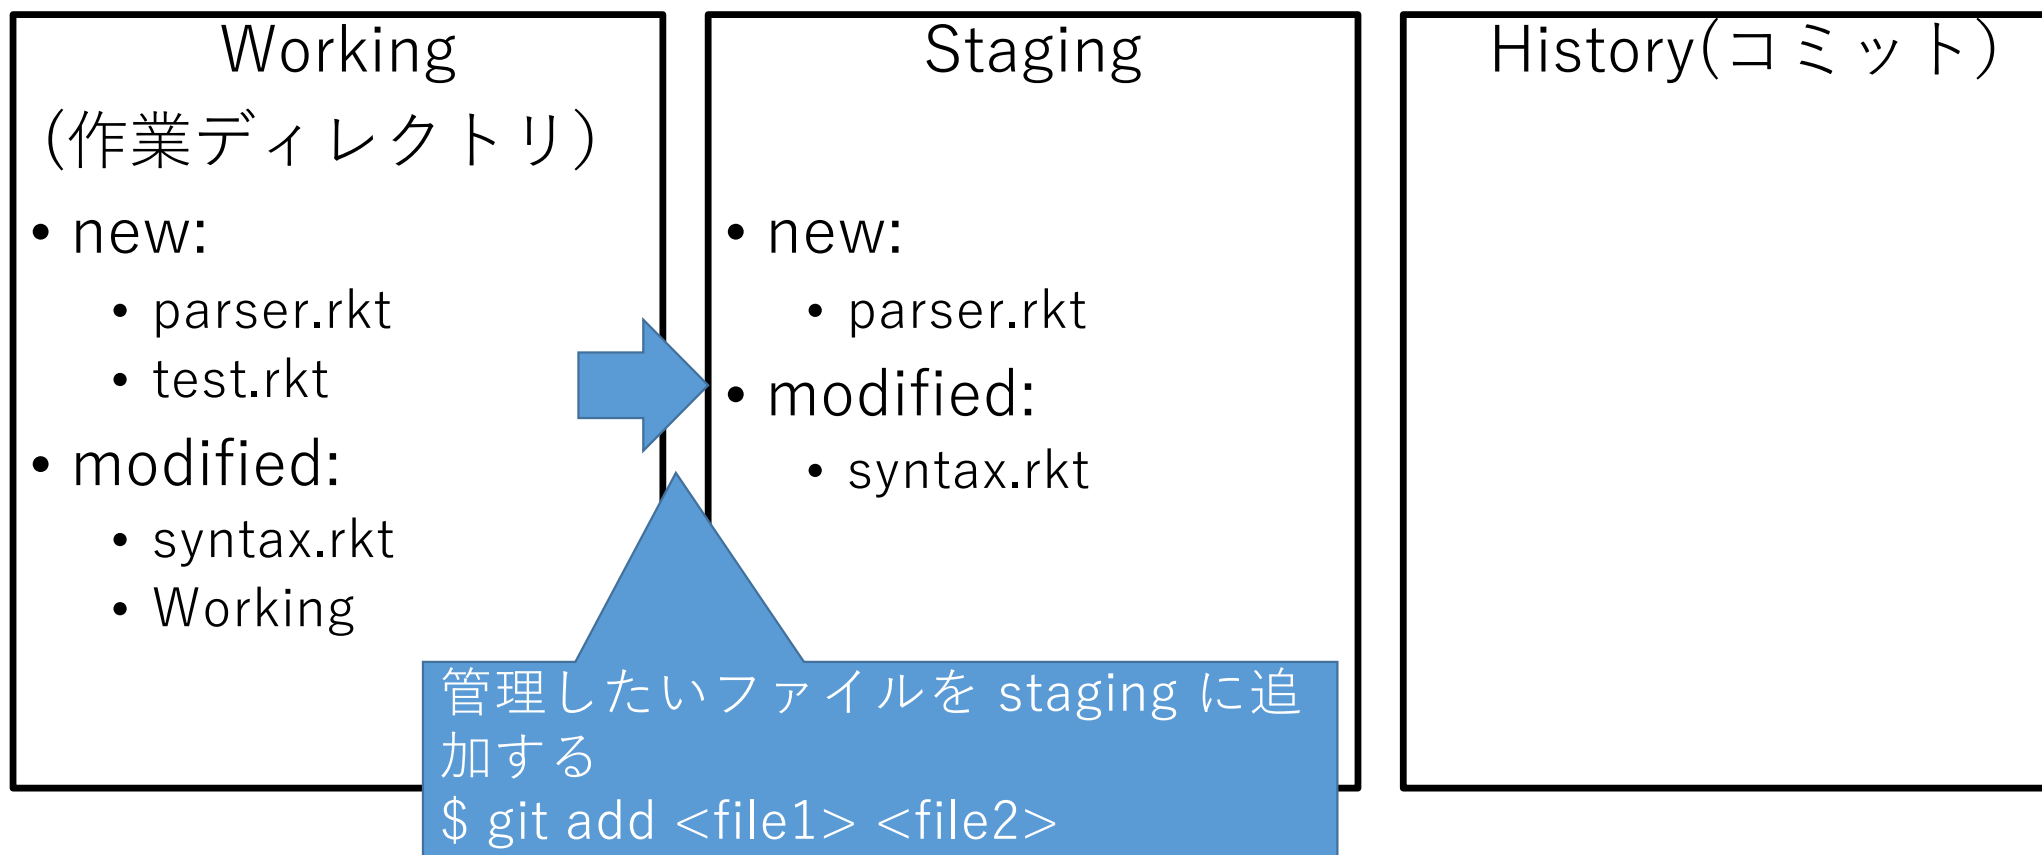 Working
(作業ディレクトリ)
• new:
• parser.rkt
• test.rkt
• modified:
• syntax.rkt
• Working
Staging
• new:
• parser.rkt
• modified:
• syntax.rkt
History(コミット)
管理したいファイルを staging に追
加する
$ git add <file1> <file2>